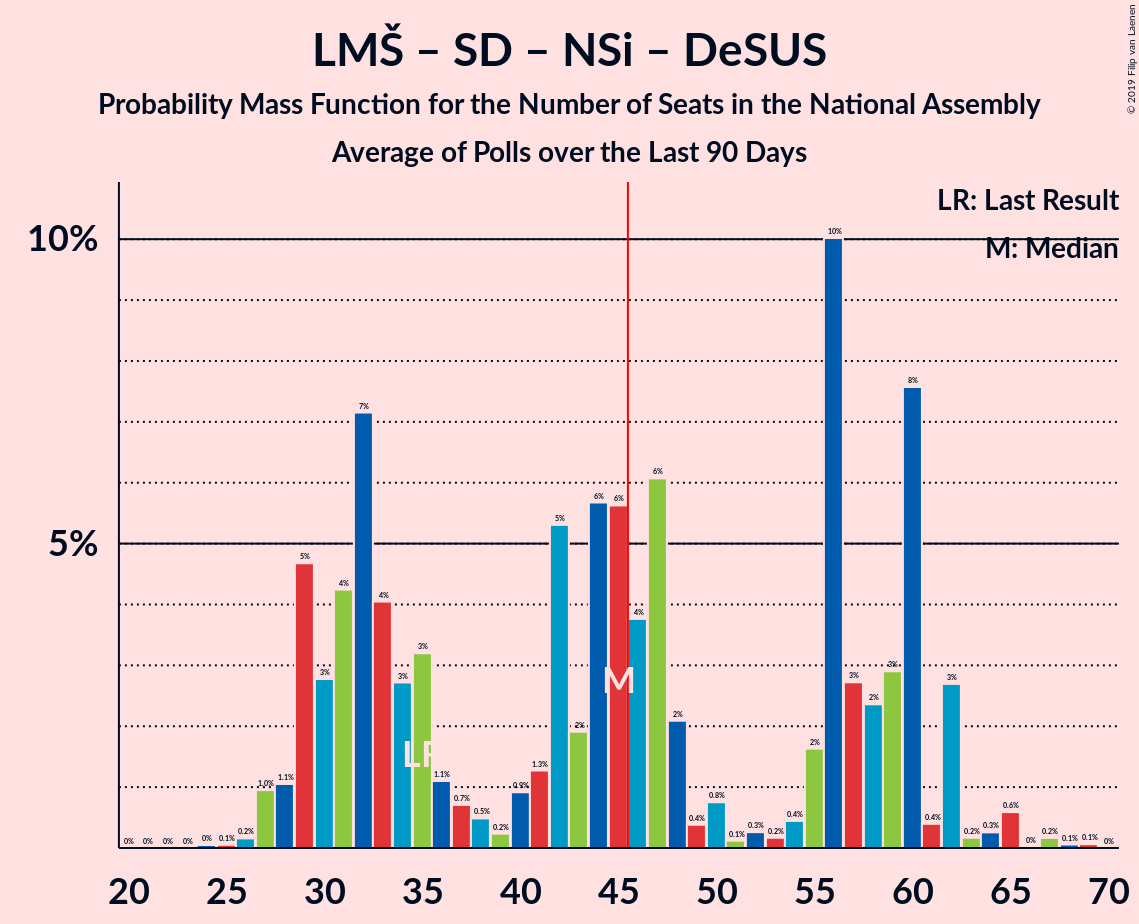 LMŠ – SD – NSi – DeSUS
Probability Mass Function for the Number of Seats in the National Assembly
Average of Polls over the Last 90 Days
© 2019 Filip van Laenen
LR: Last Result
M: Median
10%
5%
0% 0% 0% 0% 0% 0.1% 0.2% 1.0% 1.1% 5% 3% 4% 7% 4% 3% 3% 1.1% 0.7% 0.5% 0.2% 0.9% 1.3% 5% 2% 6% 6% 4% 6% 2% 0.4% 0.8% 0.1% 0.3% 0.2% 0.4% 2% 10% 3% 2% 3% 8% 0.4% 3% 0.2% 0.3% 0.6% 0% 0.2% 0.1% 0.1% 0%
M
LR
20 25 30 35 40 45 50 55 60 65 70